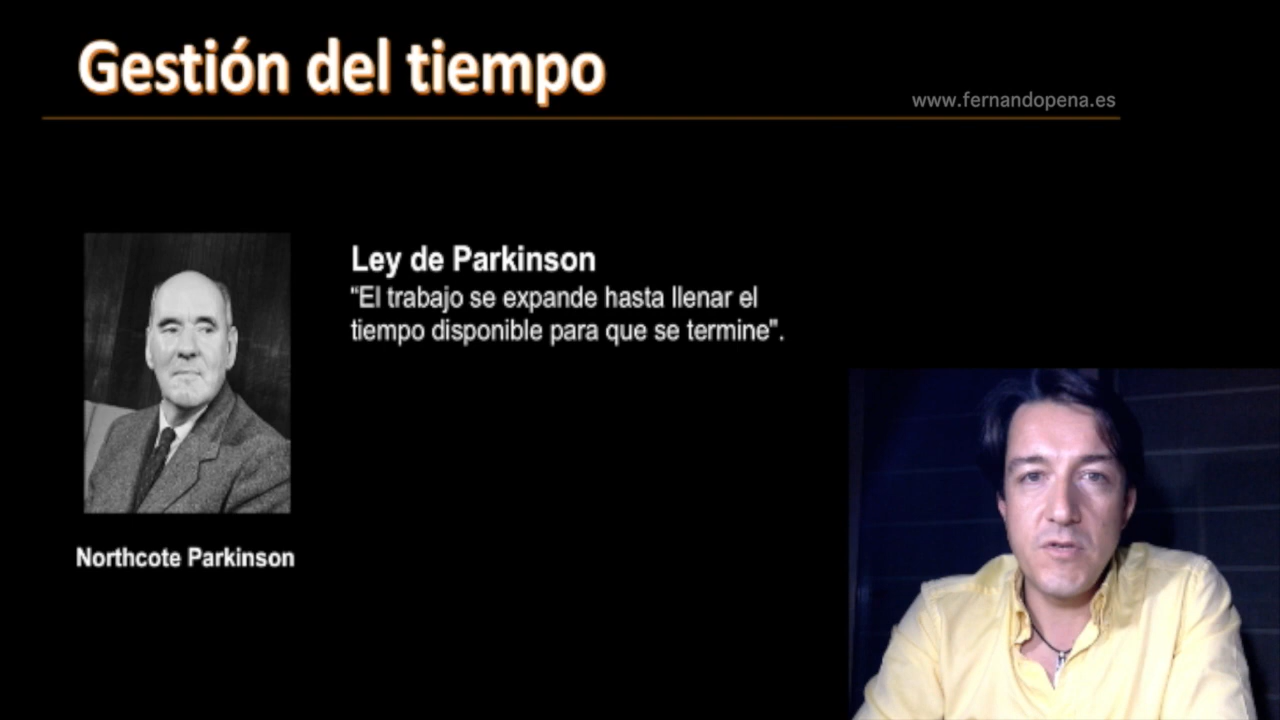 Gestión del tiempo
www.fernandopena.es
Ley de Parkinson
“El trabajo se expande hasta llenar el
tiempo disponible para que se termine".
Northcote Parkinson